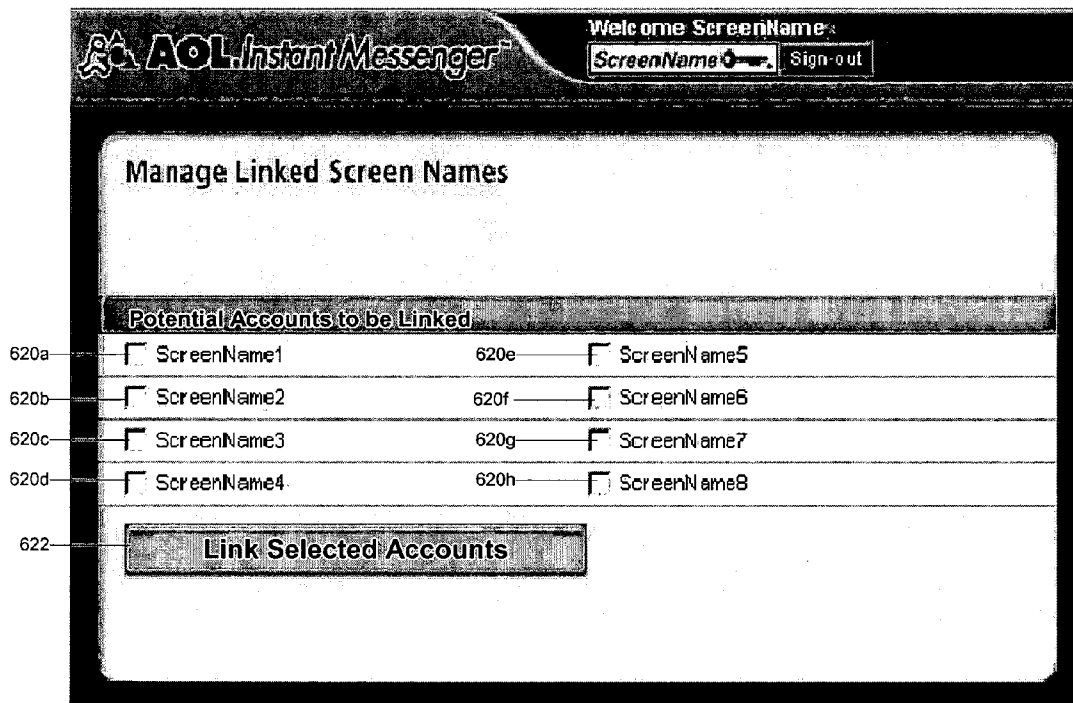 AOL Instant Messenger™
Welcome ScreenName
ScreenName Sign-out
Manage Linked Screen Names
Potential Accounts to be Linked
620a ScreenName1 620e ScreenName5
620b ScreenName2 620f ScreenName6
620c ScreenName3 620g ScreenName7
620d ScreenName4 620h ScreenName8
622 Link Selected Accounts